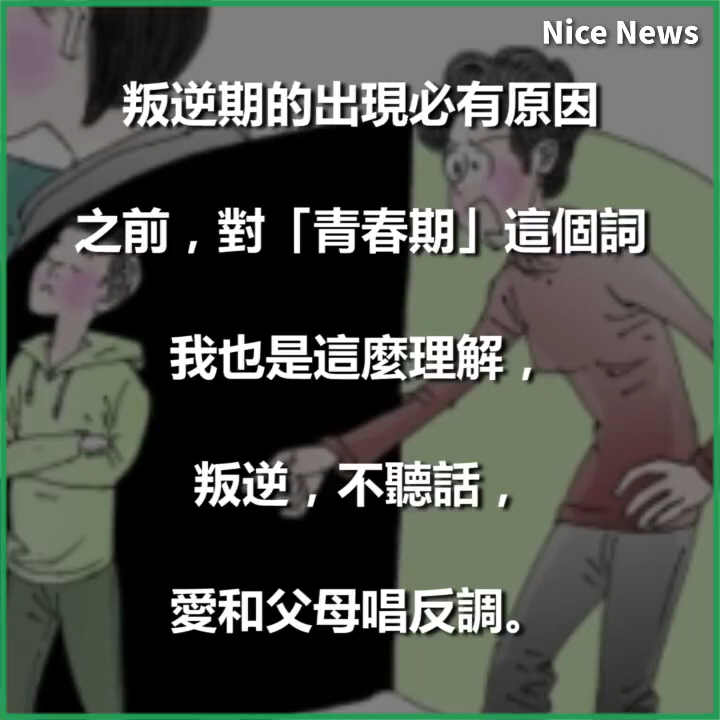 Nice News
叛逆期的出現必有原因
之前，對「青春期」這個詞
我也是這麼理解，
叛逆，不聽話，
愛和父母唱反調。